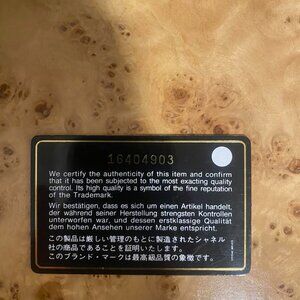 16404903
We certify the authenticity of this item and confirm
that it has been subjected to the most exacting quality
control. Its high quality is a symbol of the fine reputation
of the Trademark.
Wir bestätigen, dass es sich um einen Artikel handelt,
der während seiner Herstellung strengsten Kontrollen
unterworfen war, und dessen erstklassige Qualität
dem hohen Ansehen unserer Marke entspricht.
この製品は厳しい管理のもとに製造されたシャネル
社の商品であることを証明いたします。
このブランド・マークは最高級品質の象徴です。